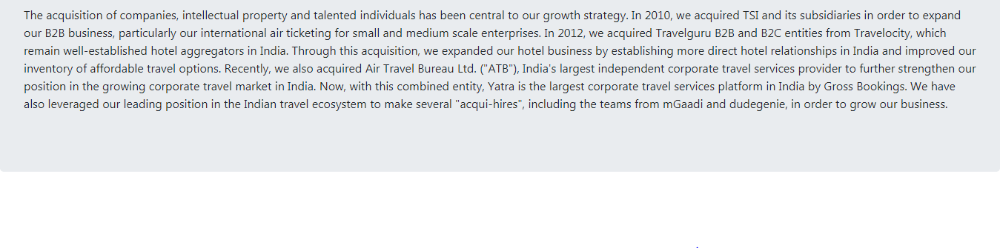 The acquisition of companies, intellectual property and talented individuals has been central to our growth strategy. In 2010, we acquired TSI and its subsidiaries in order to expand
our B2B business, particularly our international air ticketing for small and medium scale enterprises. In 2012, we acquired Travelguru B2B and B2C entities from Travelocity, which
remain well-established hotel aggregators in India. Through this acquisition, we expanded our hotel business by establishing more direct hotel relationships in India and improved our
inventory of affordable travel options. Recently, we also acquired Air Travel Bureau Ltd. ("ATB"), India's largest independent corporate travel services provider to further strengthen our
position in the growing corporate travel market in India. Now, with this combined entity, Yatra is the largest corporate travel services platform in India by Gross Bookings. We have
also leveraged our leading position in the Indian travel ecosystem to make several "acqui-hires", including the teams from mGaadi and dudegenie, in order to grow our business.